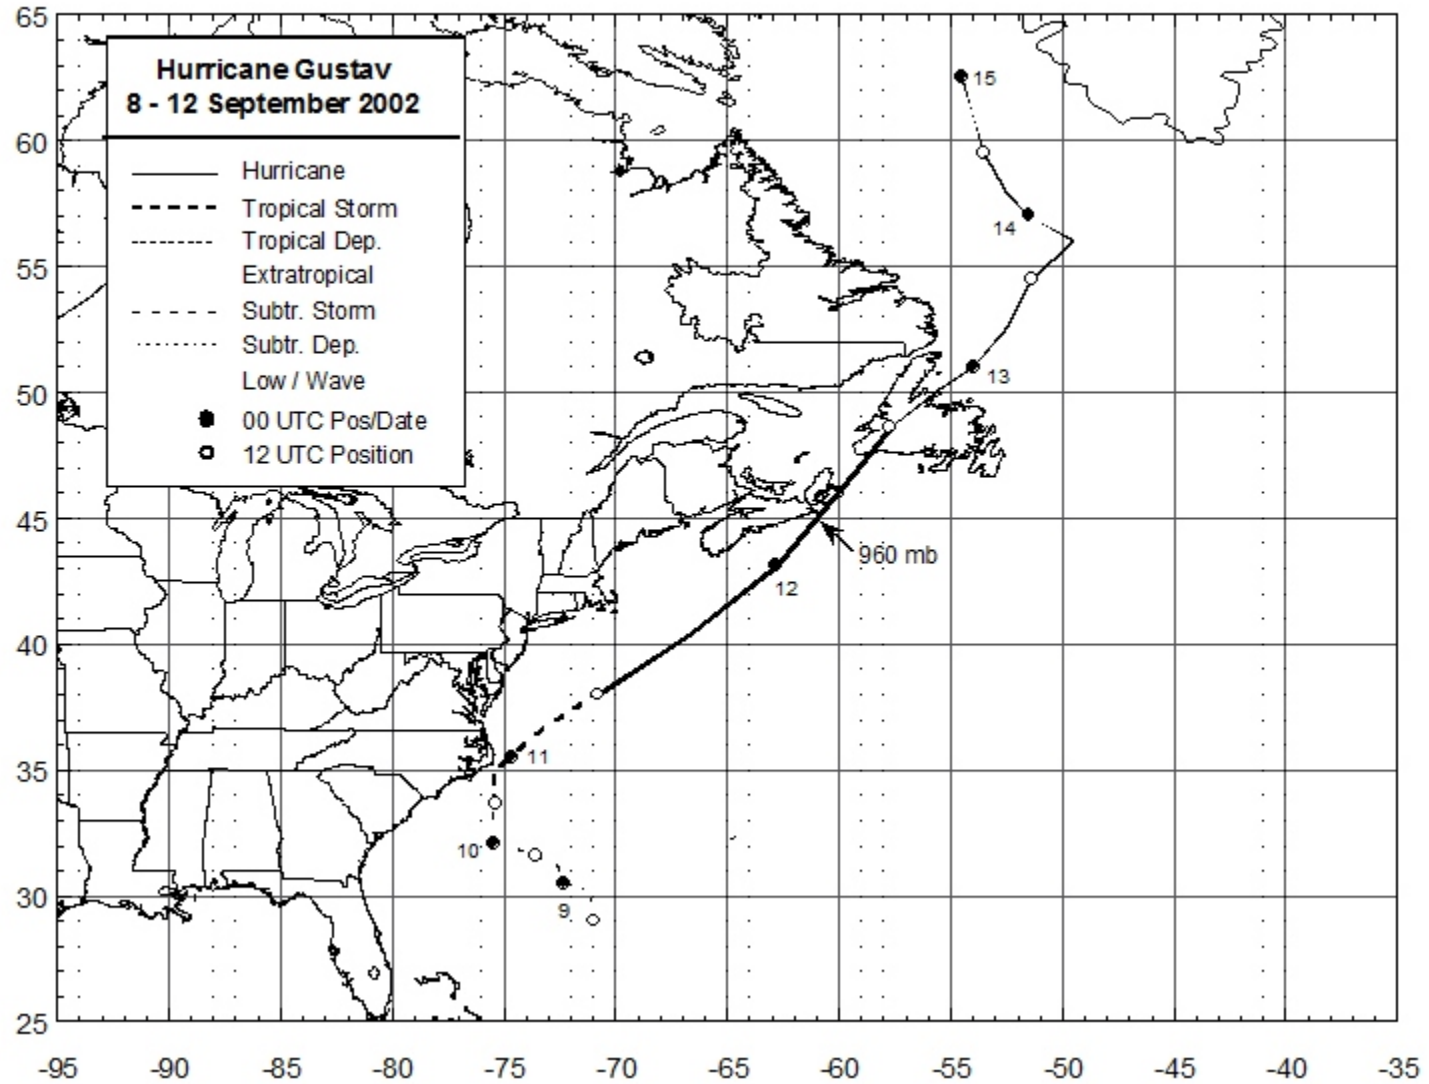 Hurricane Gustav
8 - 12 September 2002
Hurricane
Tropical Storm
Tropical Dep.
Extratropical
Subtr. Storm
Subtr. Dep.
Low / Wave
00 UTC Pos/Date
12 UTC Position
65
60
55
50
45
40
35
30
25
15
14
13
960 mb
12
11
10
9
-95 -90 -85 -80 -75 -70 -65 -60 -55 -50 -45 -40 -35